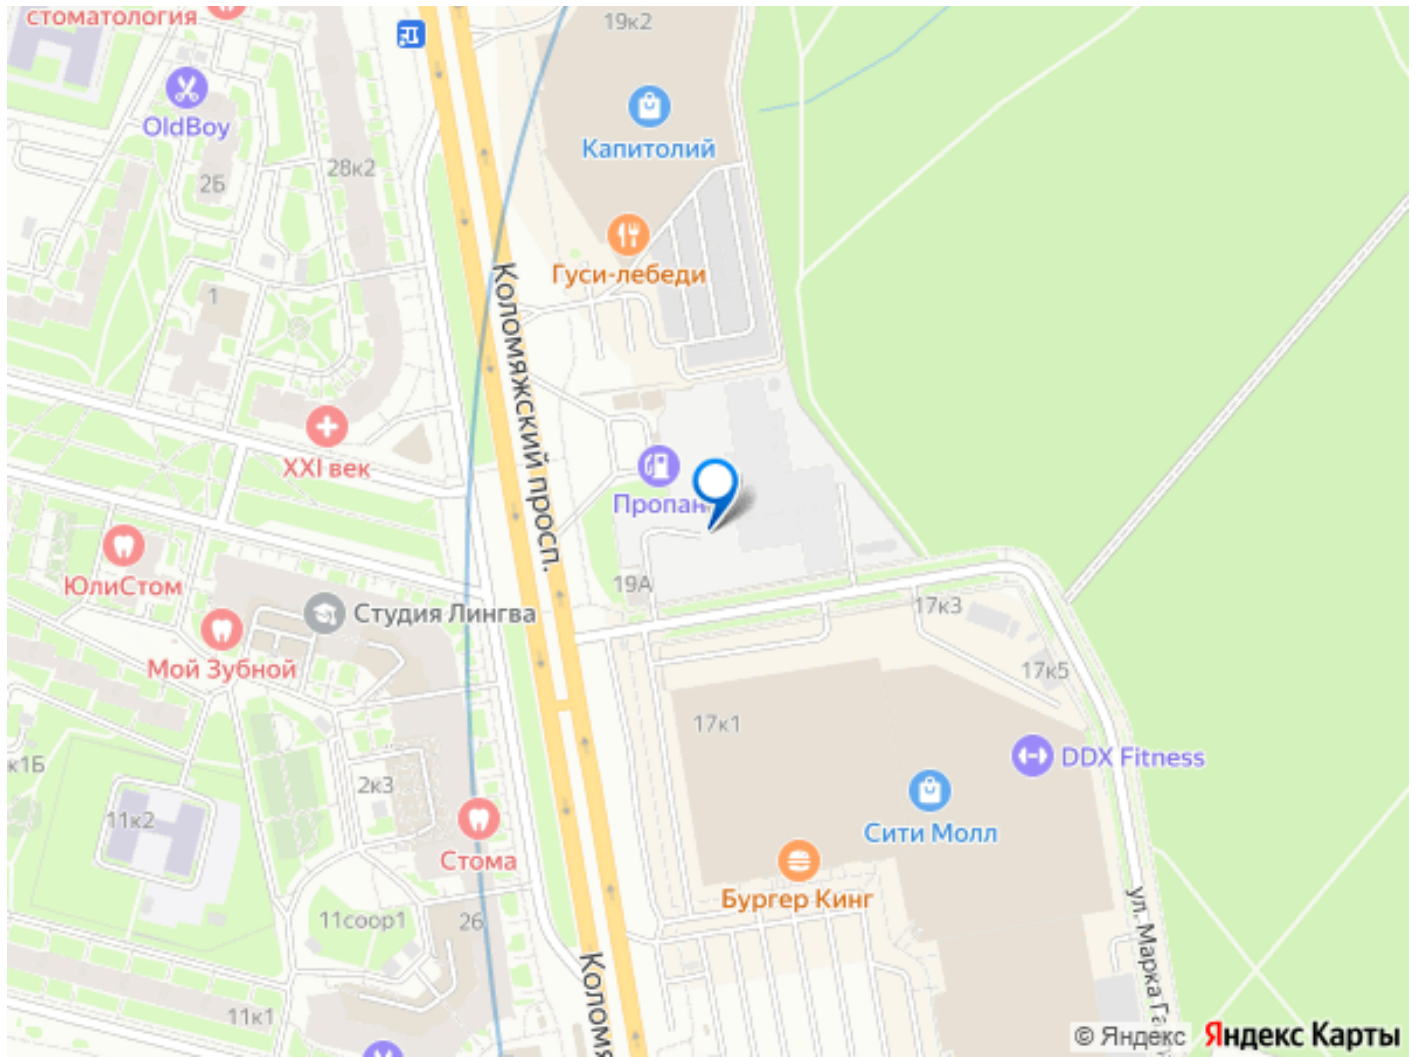 стоматология
19к2
OldBoy
Капитолий
28к2
2Б
Гуси-лебеди
1
Коломяжский просп.
XXI век
Пропан
19А
ЮлиСтом
17к3
Студия Лингва
Мой Зубной
17к5
17к1
к1Б
DDX Fitness
2к3
11к2
Сити Молл
Стома
Бургер Кинг
11соор1
26
ул. Марка Га
Коломя
11к1
© Яндекс Яндекс Карты